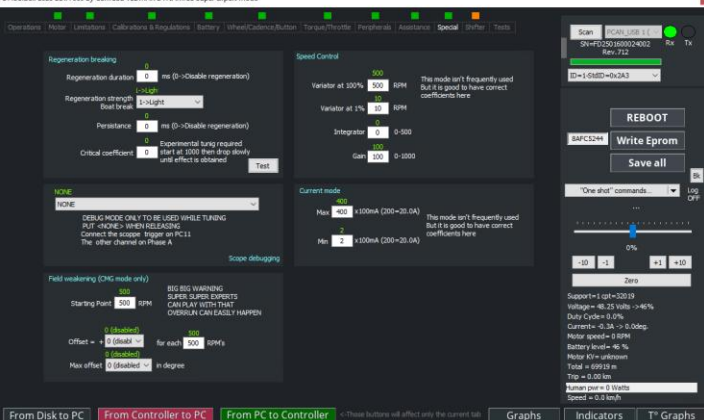 Operations Motor Limitations Calibrations & Regulations Battery Wheel/Cadence/Button Torque/Throttle Peripherals Assistance Special Shifter Tests
Regeneration breaking
0
Regeneration duration 0 ms (0->Disable regeneration)
1->Ligh
Regeneration strength
Boat break
1->Light
0
Persistance 0 ms (0->Disable regeneration)
0
Critical coefficient 0
Experimental tunig required
start at 1000 then drop slowly
until effect is obtained
Test
Speed Control
500
Variator at 100% 500 RPM
10
Variator at 1% 10 RPM
0
Integrator 0 0-500
100
Gain 100 0-1000
This mode isn't frequently used
But it is good to have correct
coefficients here
NONE
NONE
DEBUG MODE ONLY TO BE USED WHILE TUNING
PUT <NONE> WHEN RELEASING
Connect the scoppe trigger on PC11
The other channel on Phase A
Scope debugging
Current mode
400
Max 400 x100mA (200=20.0A)
2
Min 2 x100mA (200=20.0A)
This mode isn't frequently used
But it is good to have correct
coefficients here
Field weakening (CMG mode only)
500
Starting Point 500 RPM
BIG BIG WARNING
SUPER SUPER EXPERTS
CAN PLAY WITH THAT
OVERRUN CAN EASILY HAPPEN
0 (disabled)
Offset = + 0 (disabl
500
for each 500 RPM's
0 (disabled)
Max offset 0 (disabled in degree
Scan PCAN_USB 1 ( Rx Tx
SN=FD2501600024002
Rev.712
ID=1-StdID=0x2A3
REBOOT
8AFC5244 Write Eprom
Save all
Bk
"One shot" commands...
Log
OFF
...
0%
-10 -1 +1 +10
Zero
Support=1 cpt=32019
Voltage= 48.25 Volts ->46%
Duty Cycle= 0.0%
Current= -0.3A -> 0.0deg.
Motor speed= 0 RPM
Battery level= 46 %
Motor KV= unknown
Total = 69919 m
Trip = 0.00 km
Human pwr= 0 Watts
Speed = 0.0 km/h
From Disk to PC From Controller to PC From PC to Controller <-Those buttons will affect only the current tab Graphs Indicators T° Graphs